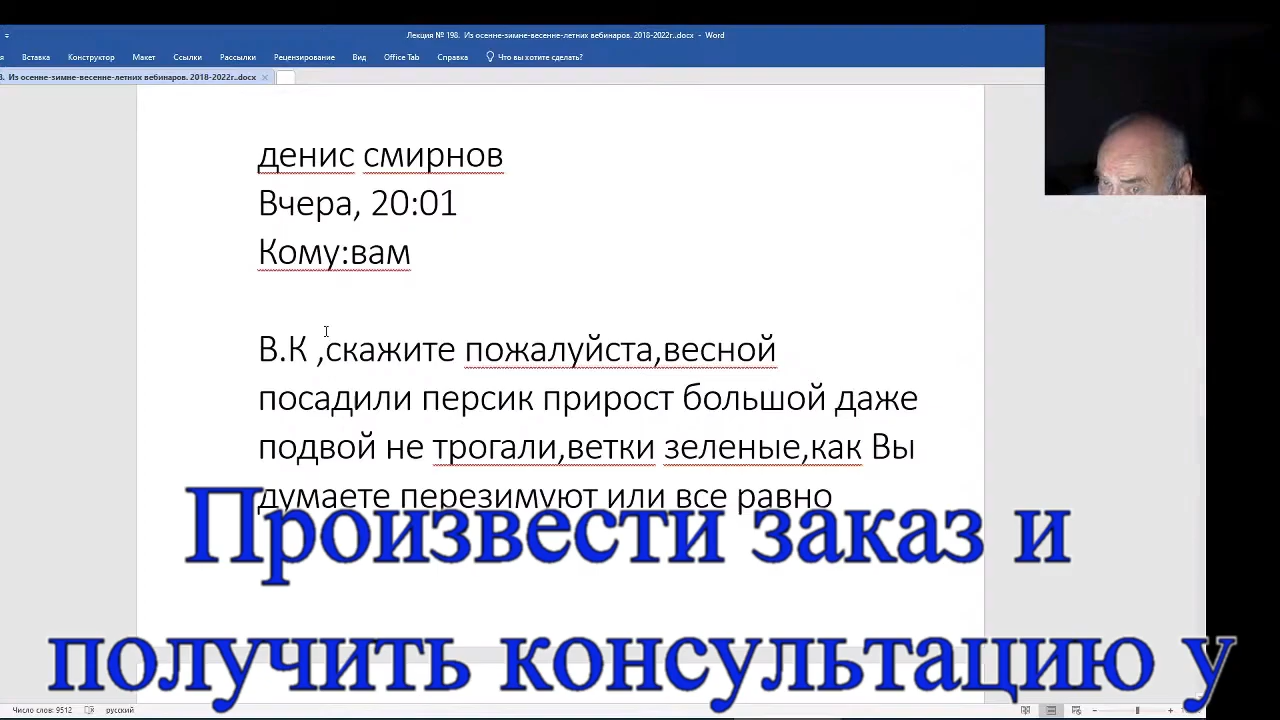 Лекция № 198. Из осенне-зимне-весенне-летних вебинаров. 2018-2022г..docx - Word
Вставка Конструктор Макет Ссылки Рассылки Рецензирование Вид Office Tab Справка Что вы хотите сделать?
Из осенне-зимне-весенне-летних вебинаров. 2018-2022г..docx
денис смирнов
Вчера, 20:01
Кому:вам
В.К ,скажите пожалуйста,весной
посадили персик прирост большой даже
подвой не трогали,ветки зеленые,как Вы
думаете перезимуют или все равно
Произвести заказ и
получить консультацию у
Число слов: 9512 русский